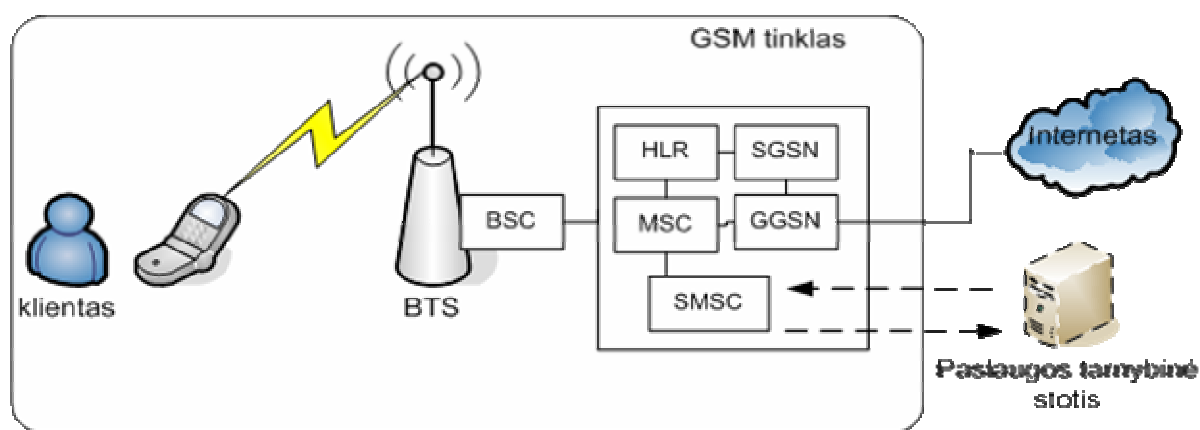 GSM tinklas
klientas
BTS
BSC
HLR
SGSN
MSC
GGSN
SMSC
Internetas
Paslaugos tarnybinė
stotis